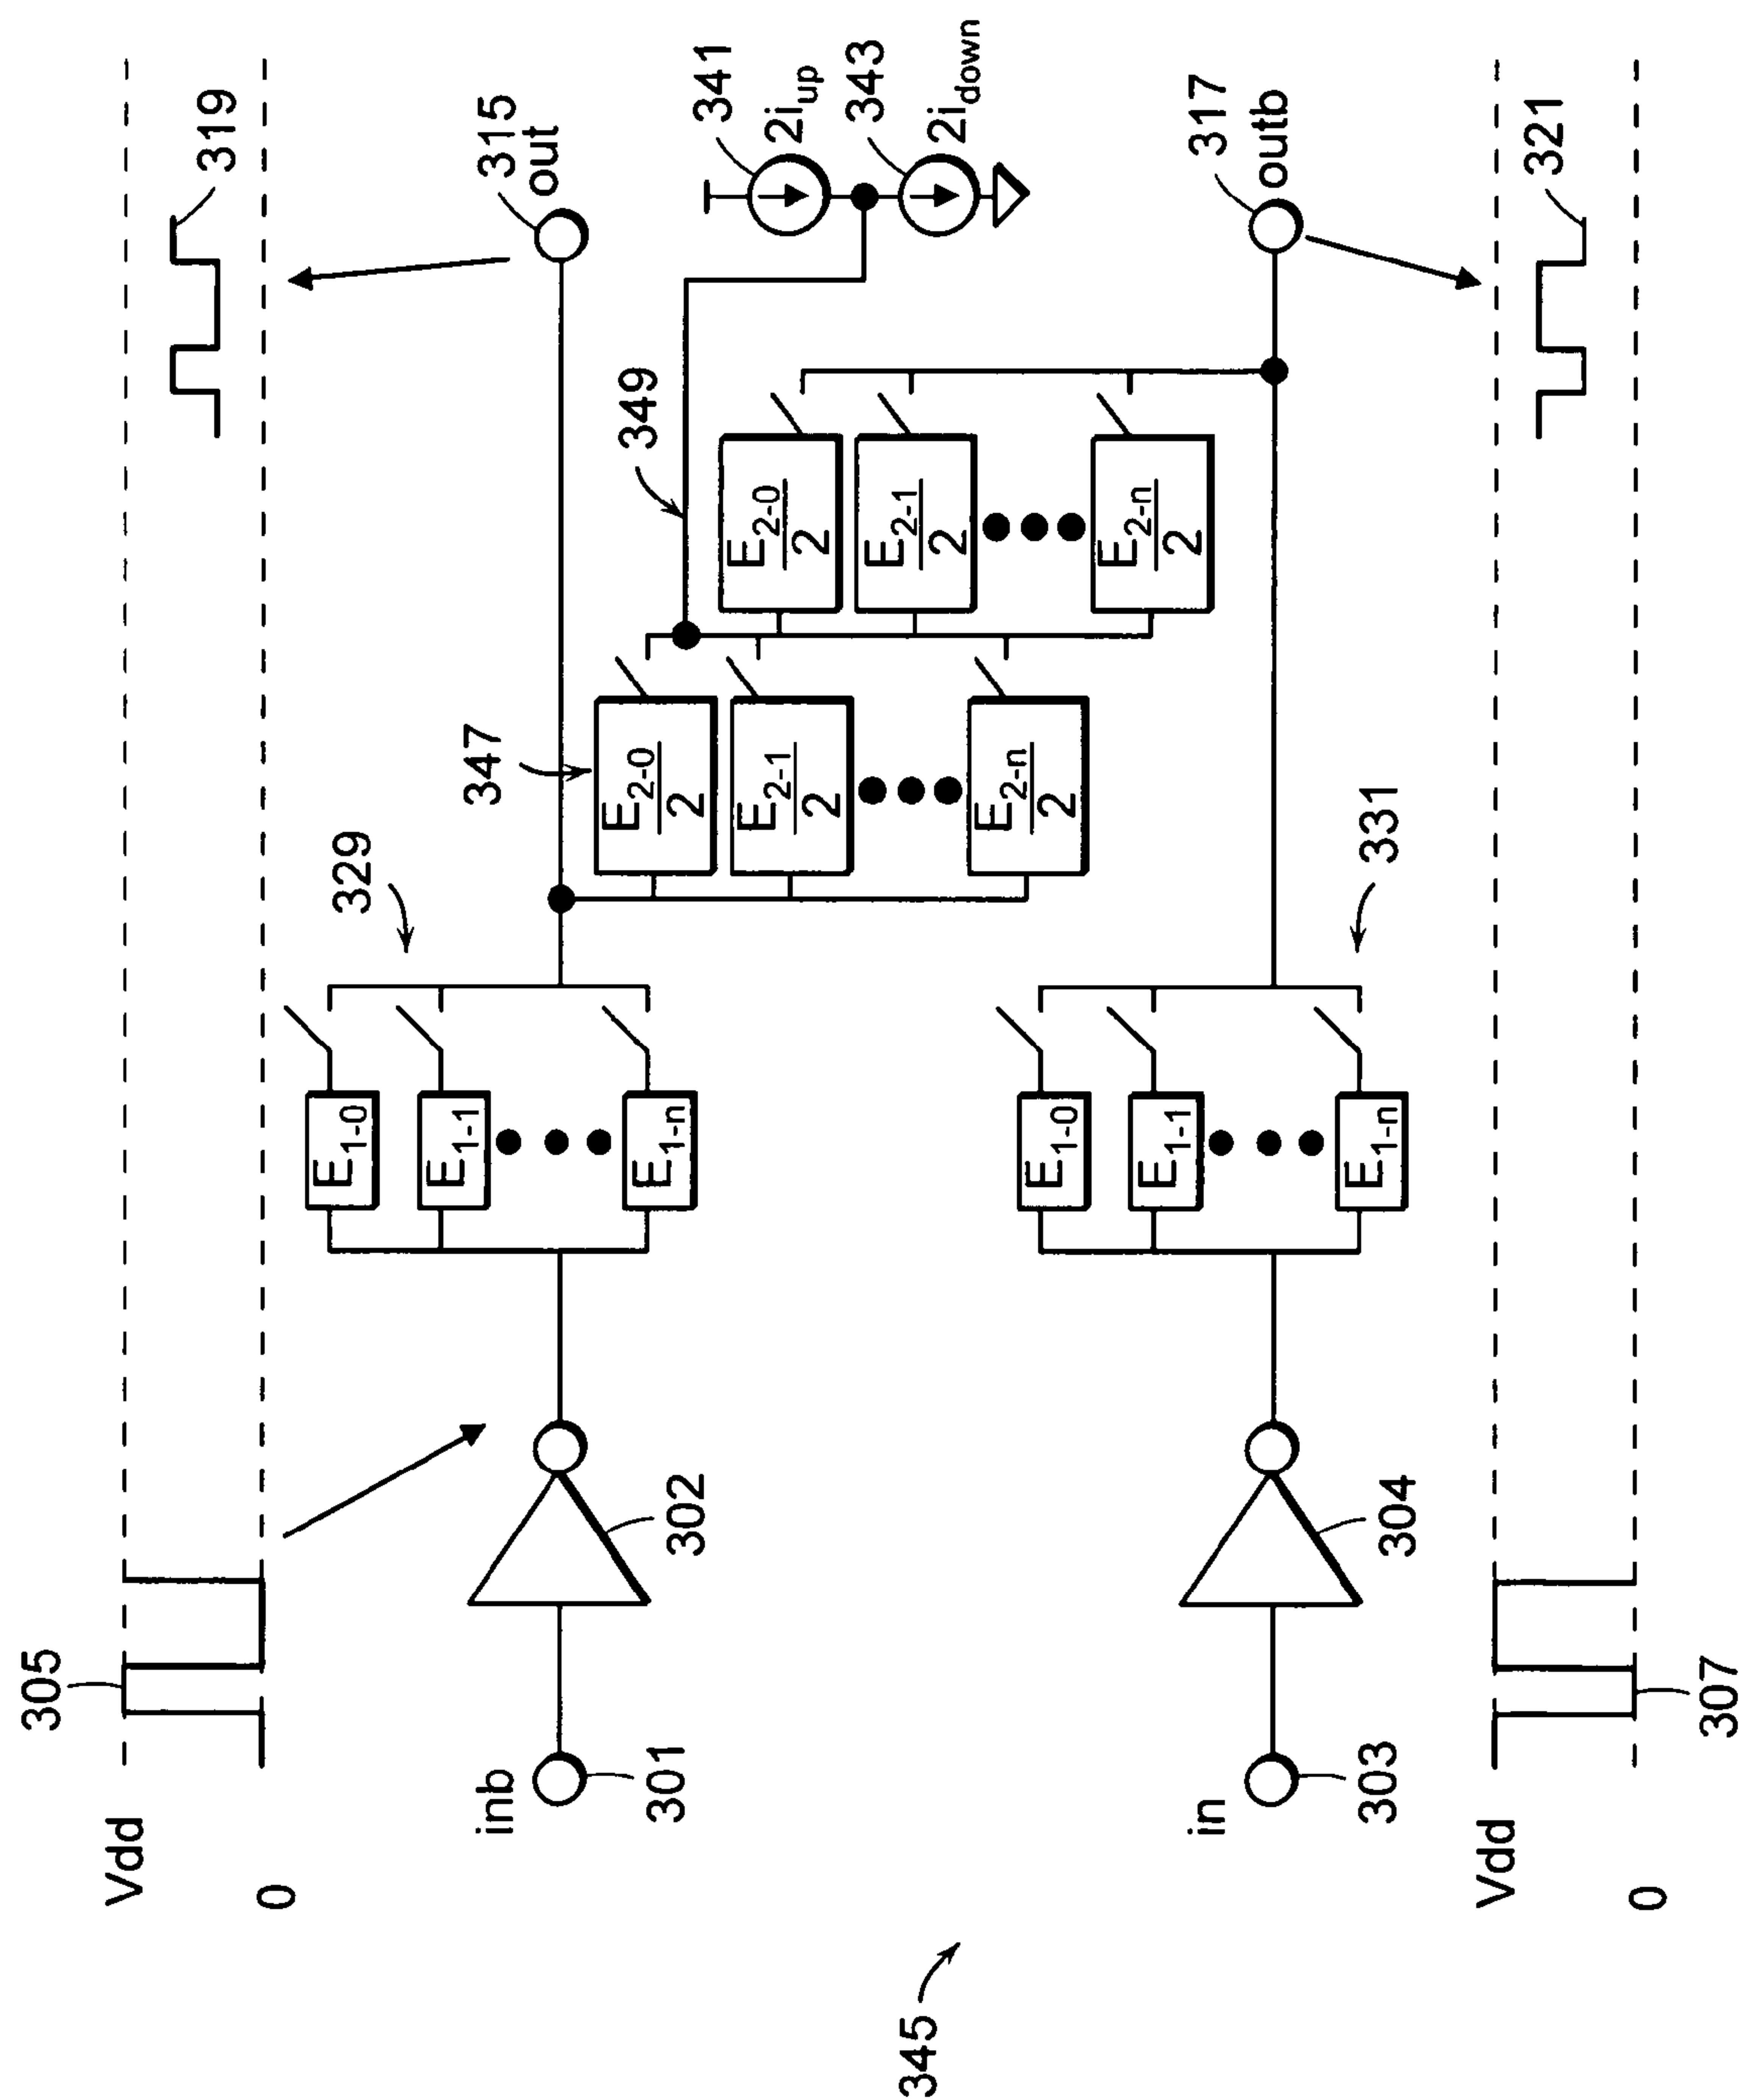 345
Vdd
0
305
319
inb
301
302
329
E1-0
E1-1
E1-n
315
out
347
E2-0
2
E2-1
2
E2-n
2
349
E2-0
2
E2-1
2
E2-n
2
341
2iup
343
2idown
in
303
304
331
E1-0
E1-1
E1-n
317
outb
Vdd
0
307
321